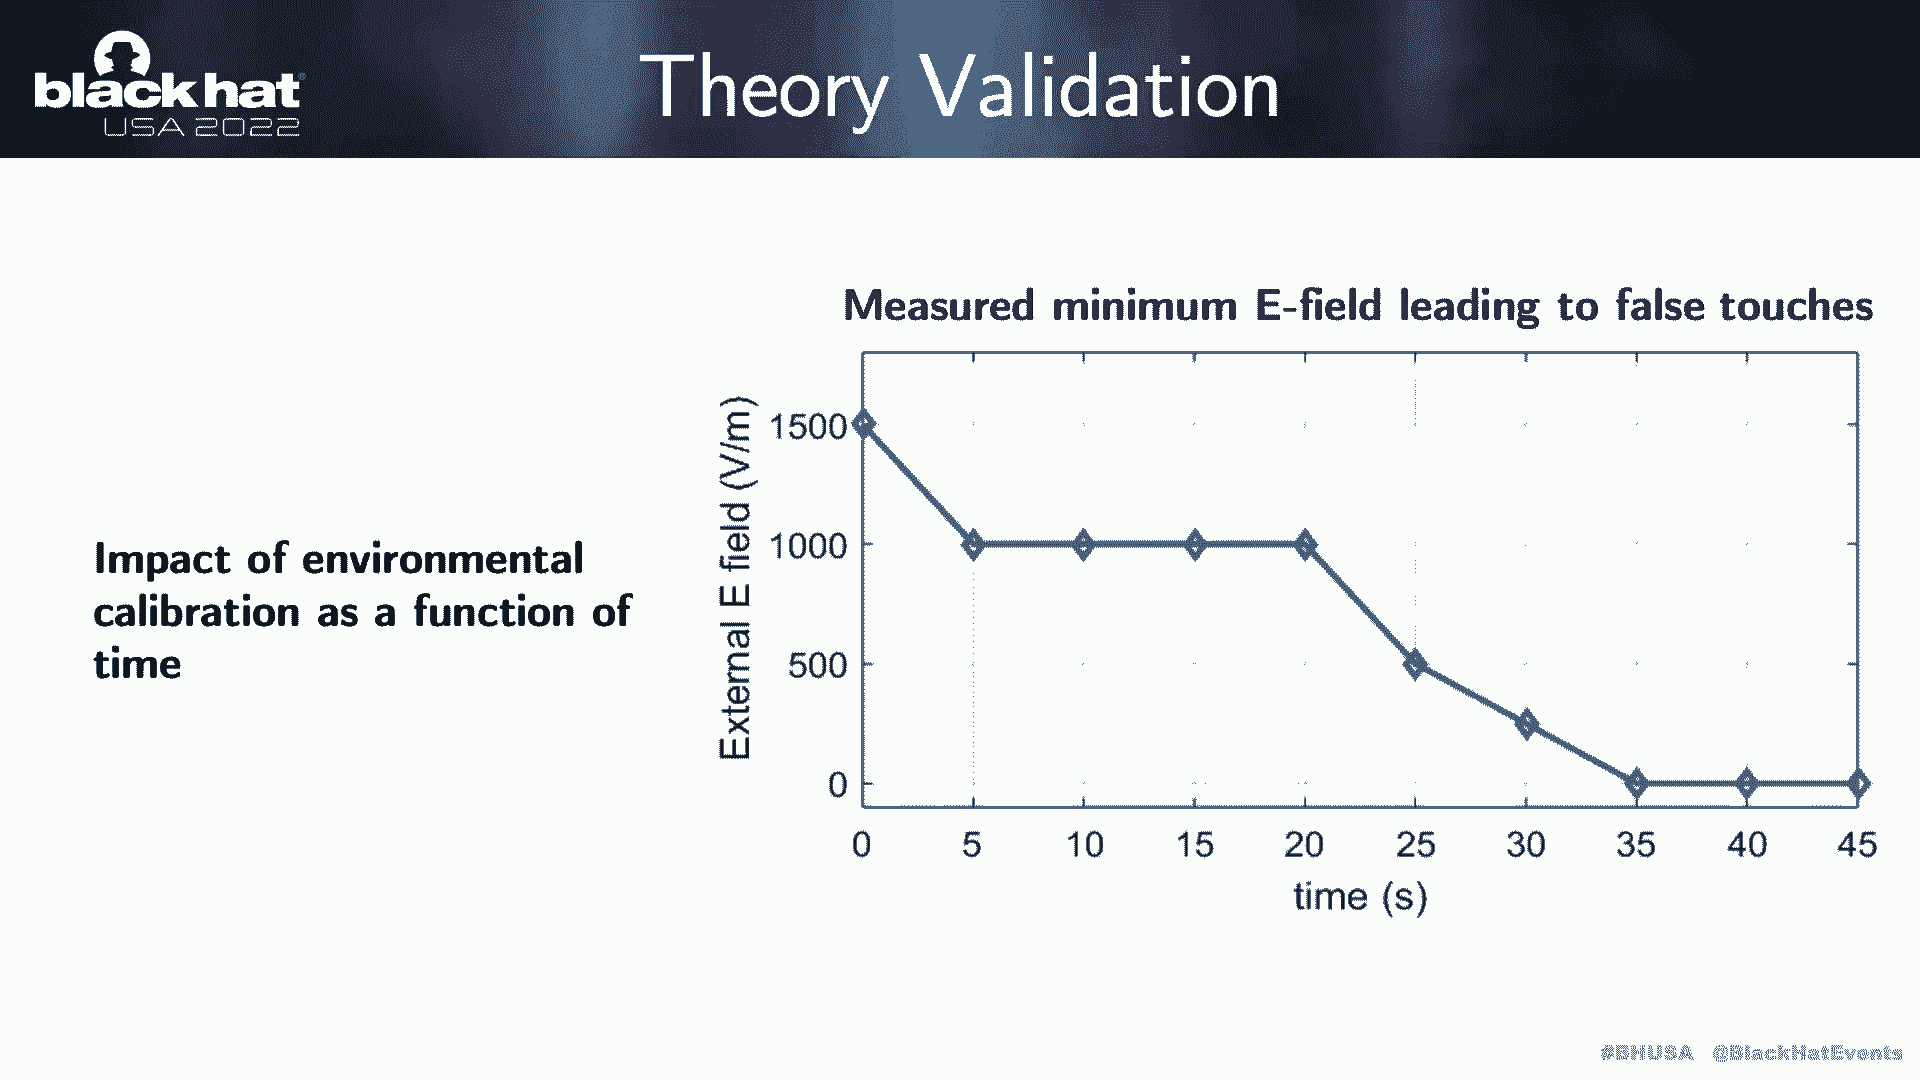 black hat
USA 2022
Theory Validation
Impact of environmental
calibration as a function of
time
Measured minimum E-field leading to false touches
External E field (V/m)
1500
1000
500
0
0 5 10 15 20 25 30 35 40 45
time (s)
#BHUSA @BlackHatEvents